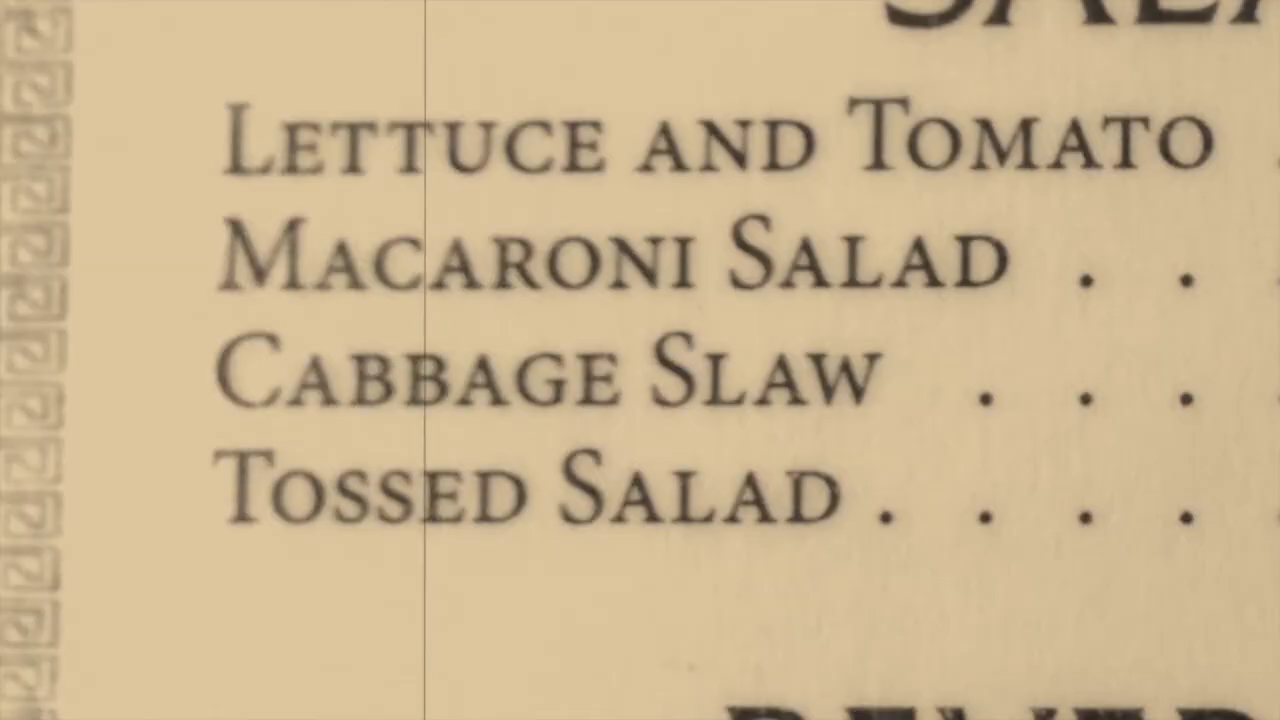 Lettuce and Tomato
Macaroni Salad . .
Cabbage Slaw . . .
Tossed Salad . . . .